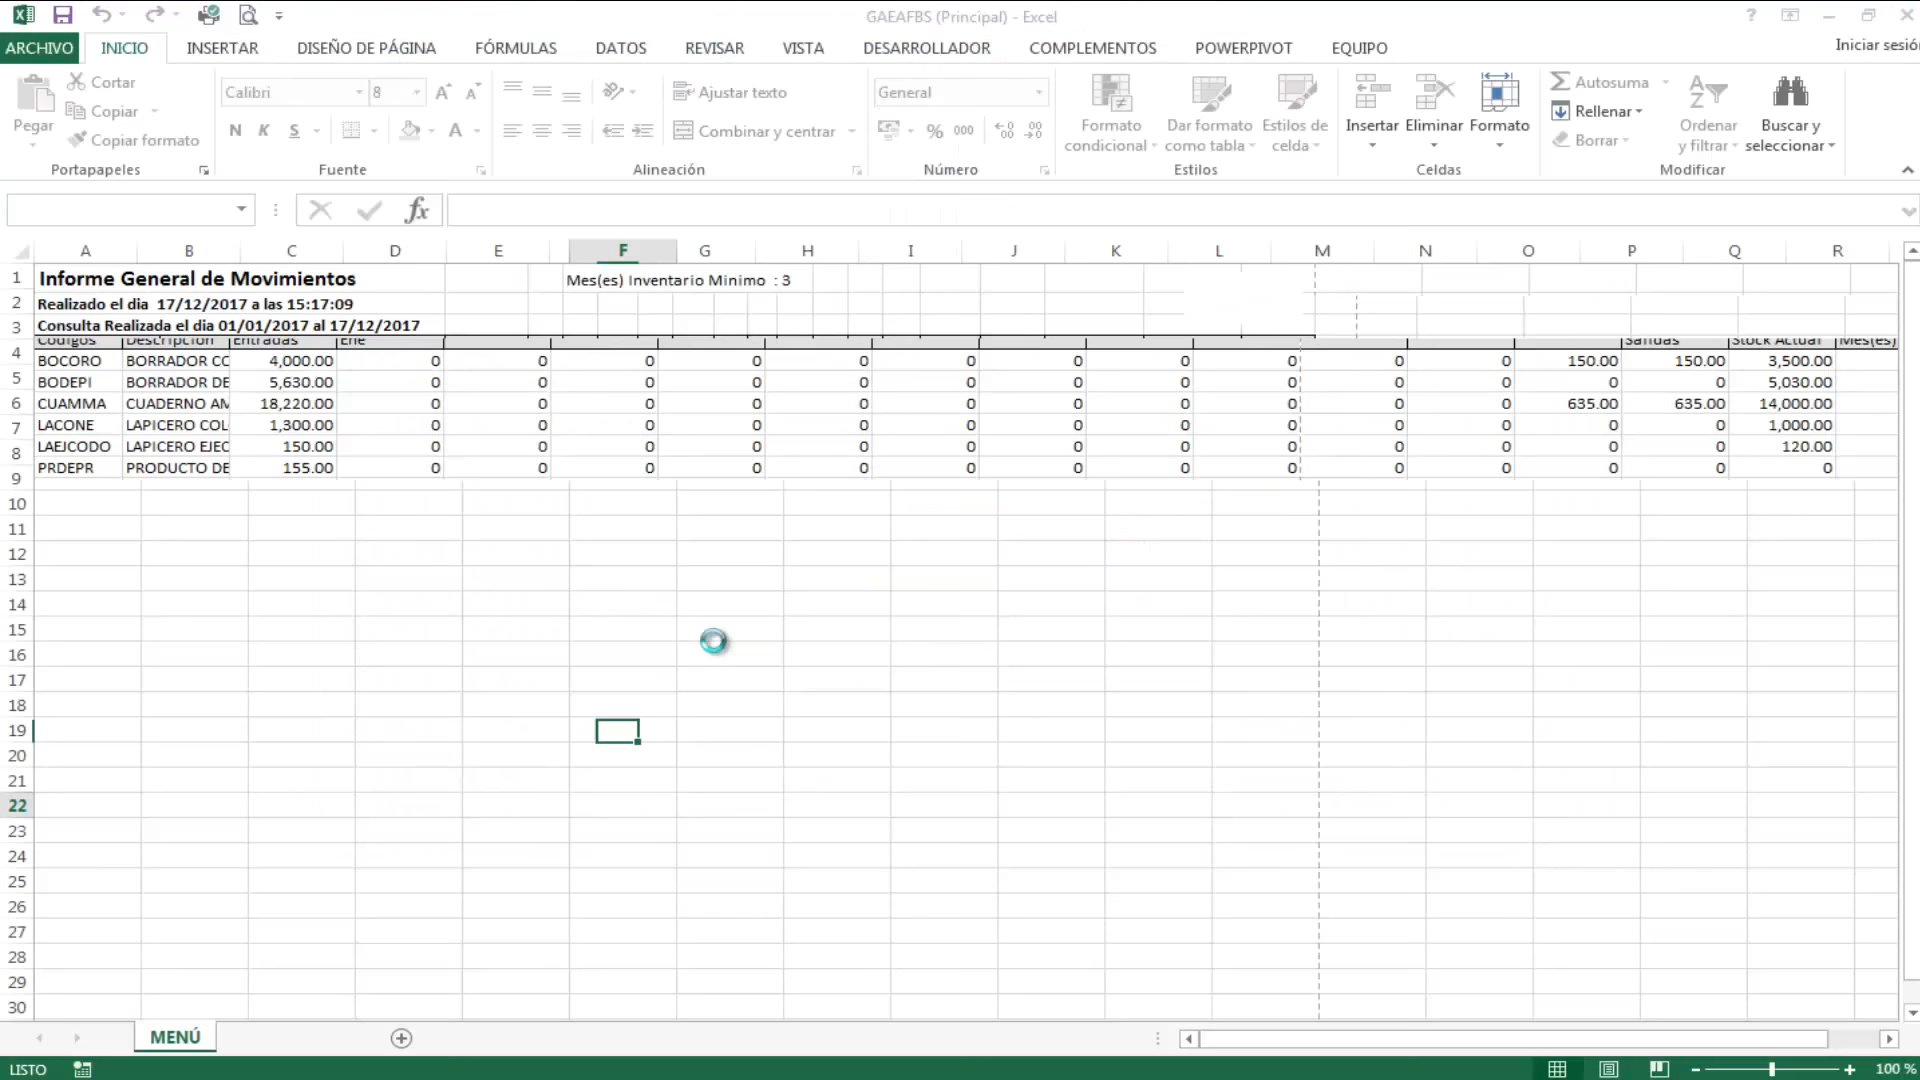 GAEAFBS (Principal) - Excel
?
ARCHIVO INICIO INSERTAR DISEÑO DE PÁGINA FÓRMULAS DATOS REVISAR VISTA DESARROLLADOR COMPLEMENTOS POWERPIVOT EQUIPO Iniciar sesió
Pegar Cortar Copiar Copiar formato
Portapapeles
Calibri 8
N K S A
Fuente
Ajustar texto
Combinar y centrar
Alineación
General
% 000
Número
Formato condicional Dar formato como tabla Estilos de celda
Estilos
Insertar Eliminar Formato
Celdas
Autosuma Rellenar Borrar Ordenar y filtrar Buscar y seleccionar
Modificar
fx
A B C D E F G H I J K L M N O P Q R
1 Informe General de Movimientos Mes(es) Inventario Minimo : 3
2 Realizado el dia 17/12/2017 a las 15:17:09
3 Consulta Realizada el dia 01/01/2017 al 17/12/2017
Codigos Descripcion Entradas Ene Salidas Stock Actual Mes(es)
4 BOCORO BORRADOR CO 4,000.00 0 0 0 0 0 0 0 0 0 0 0 150.00 150.00 3,500.00
5 BODEPI BORRADOR DE 5,630.00 0 0 0 0 0 0 0 0 0 0 0 0 0 5,030.00
6 CUAMMA CUADERNO AM 18,220.00 0 0 0 0 0 0 0 0 0 0 0 635.00 635.00 14,000.00
7 LACONE LAPICERO COL 1,300.00 0 0 0 0 0 0 0 0 0 0 0 0 0 1,000.00
8 LAEJCODO LAPICERO EJEC 150.00 0 0 0 0 0 0 0 0 0 0 0 0 0 120.00
9 PRDEPR PRODUCTO DE 155.00 0 0 0 0 0 0 0 0 0 0 0 0 0 0
10
11
12
13
14
15
16
17
18
19
20
21
22
23
24
25
26
27
28
29
30
MENÚ
LISTO 100 %